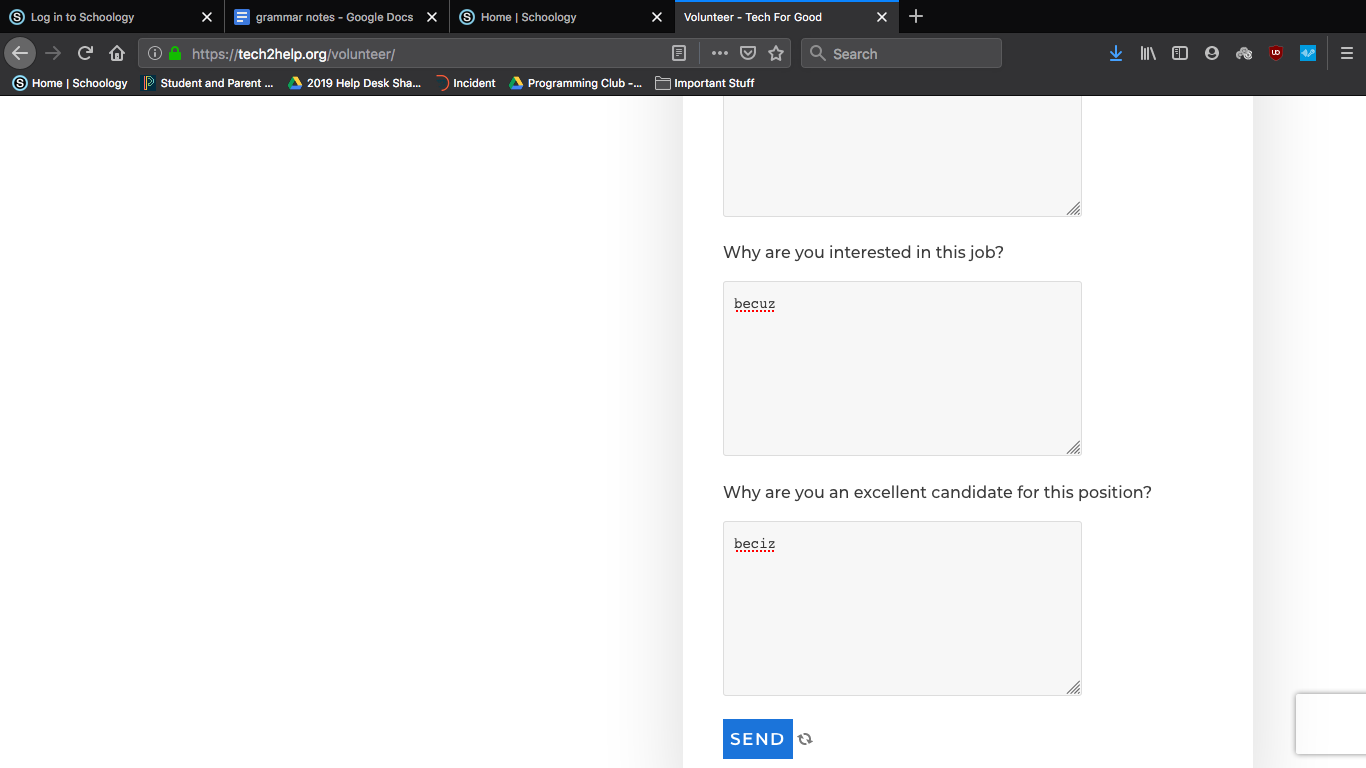 Log in to Schoology
grammar notes - Google Docs
Home | Schoology
Volunteer - Tech For Good
https://tech2help.org/volunteer/
Search
Home | Schoology
Student and Parent ...
2019 Help Desk Sha...
Incident
Programming Club -...
Important Stuff
Why are you interested in this job?
becuz
Why are you an excellent candidate for this position?
beciz
SEND